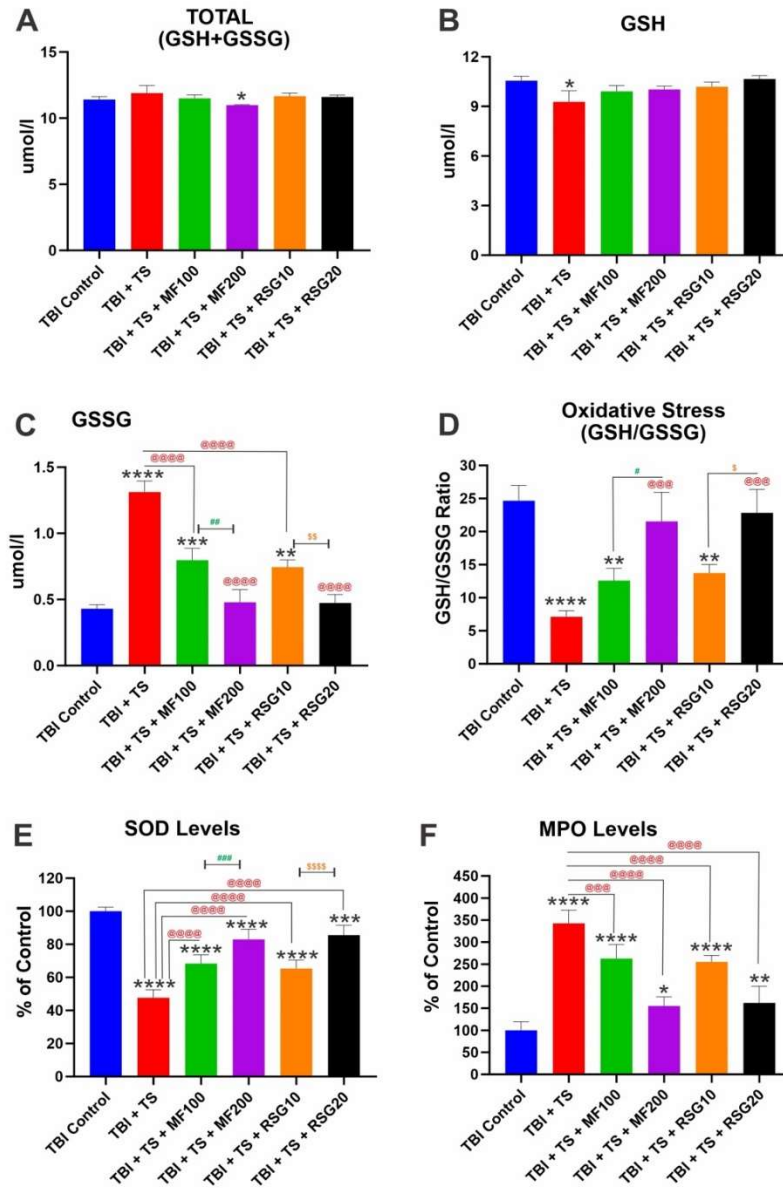 A
TOTAL
(GSH+GSSG)
umol/l
15
10
5
0
*
TBI Control
TBI + TS
TBI + TS + MF100
TBI + TS + MF200
TBI + TS + RSG10
TBI + TS + RSG20
B
GSH
umol/l
12
9
6
3
0
*
TBI Control
TBI + TS
TBI + TS + MF100
TBI + TS + MF200
TBI + TS + RSG10
TBI + TS + RSG20
C
GSSG
umol/l
1.5
1.0
0.5
0.0
@@@@
@@@@
****
***
##
@@@@
**
$$
@@@@
TBI Control
TBI + TS
TBI + TS + MF100
TBI + TS + MF200
TBI + TS + RSG10
TBI + TS + RSG20
D
Oxidative Stress
(GSH/GSSG)
GSH/GSSG Ratio
30
25
20
15
10
5
0
****
**
#
@@@
**
$
@@@
TBI Control
TBI + TS
TBI + TS + MF100
TBI + TS + MF200
TBI + TS + RSG10
TBI + TS + RSG20
E
SOD Levels
% of Control
120
100
80
60
40
20
0
###
$$$$
@@@@
@@@@
@@@@
@@@@
****
****
****
****
***
TBI Control
TBI + TS
TBI + TS + MF100
TBI + TS + MF200
TBI + TS + RSG10
TBI + TS + RSG20
F
MPO Levels
% of Control
450
400
350
300
250
200
150
100
50
0
@@@@
@@@@
@@@@
@@@
****
****
*
****
**
TBI Control
TBI + TS
TBI + TS + MF100
TBI + TS + MF200
TBI + TS + RSG10
TBI + TS + RSG20